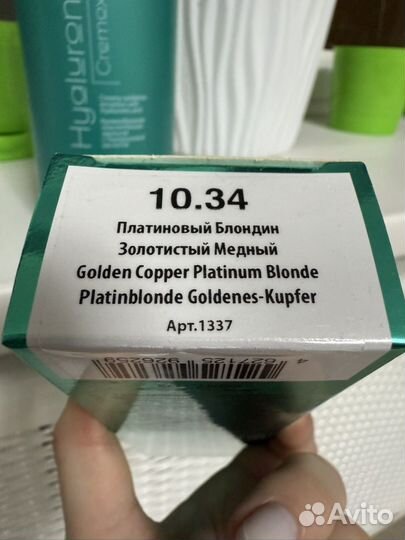 Hyaluron
Cremox
10.34
Платиновый Блондин
Золотистый Медный
Golden Copper Platinum Blonde
Platinblonde Goldenes-Kupfer
Арт.1337
Avito